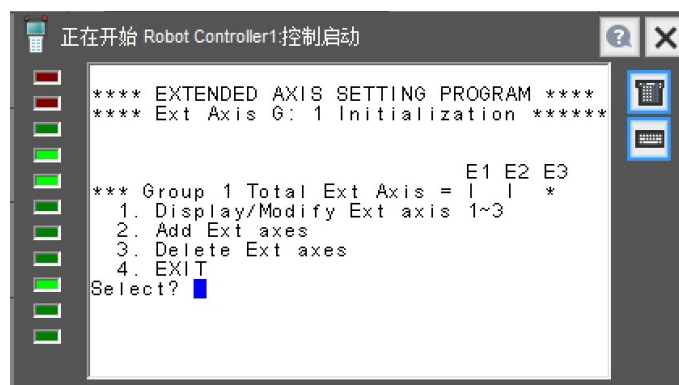 正在开始 Robot Controller1:控制启动
**** EXTENDED AXIS SETTING PROGRAM ****
**** Ext Axis G: 1 Initialization ******
E1 E2 E3
*** Group 1 Total Ext Axis = I I *
1. Display/Modify Ext axis 1~3
2. Add Ext axes
3. Delete Ext axes
4. EXIT
Select?